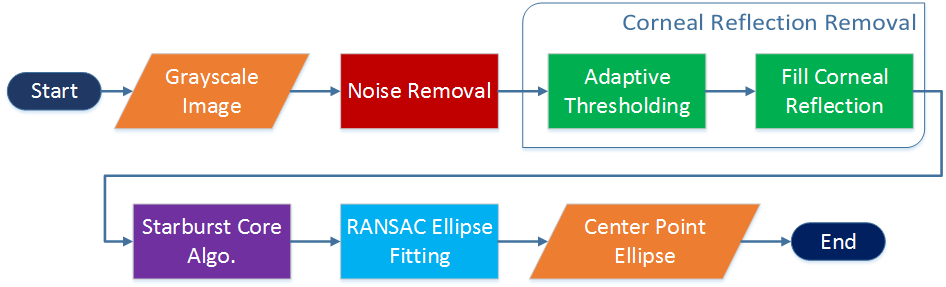 Corneal Reflection Removal
Start
Grayscale
Image
Noise Removal
Adaptive
Thresholding
Fill Corneal
Reflection
Starburst Core
Algo.
RANSAC Ellipse
Fitting
Center Point
Ellipse
End